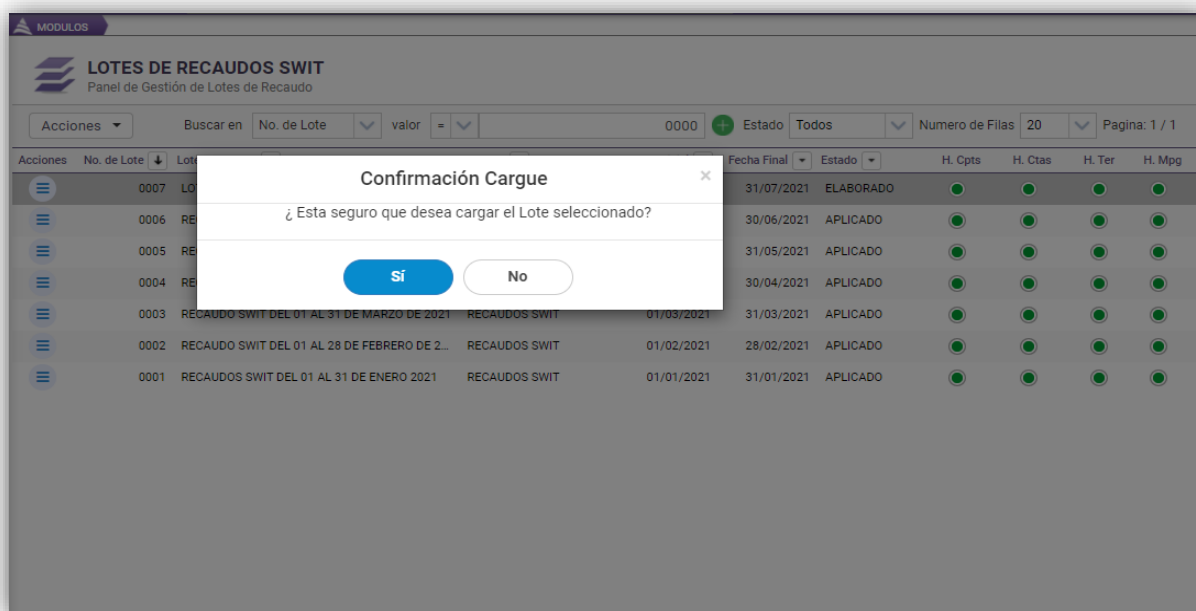 MODULOS
LOTES DE RECAUDOS SWIT
Panel de Gestión de Lotes de Recaudo
Acciones Buscar en No. de Lote valor = 0000 Estado Todos Numero de Filas 20 Pagina: 1 / 1
Acciones No. de Lote Lote Fecha Final Estado H. Cpts H. Ctas H. Ter H. Mpg
Confirmación Cargue ×
¿ Esta seguro que desea cargar el Lote seleccionado?
Sí No
0007 LO 31/07/2021 ELABORADO
0006 RE 30/06/2021 APLICADO
0005 RE 31/05/2021 APLICADO
0004 RE 30/04/2021 APLICADO
0003 RECAUDO SWIT DEL 01 AL 31 DE MARZO DE 2021 RECAUDOS SWIT 01/03/2021 31/03/2021 APLICADO
0002 RECAUDO SWIT DEL 01 AL 28 DE FEBRERO DE 2... RECAUDOS SWIT 01/02/2021 28/02/2021 APLICADO
0001 RECAUDOS SWIT DEL 01 AL 31 DE ENERO 2021 RECAUDOS SWIT 01/01/2021 31/01/2021 APLICADO